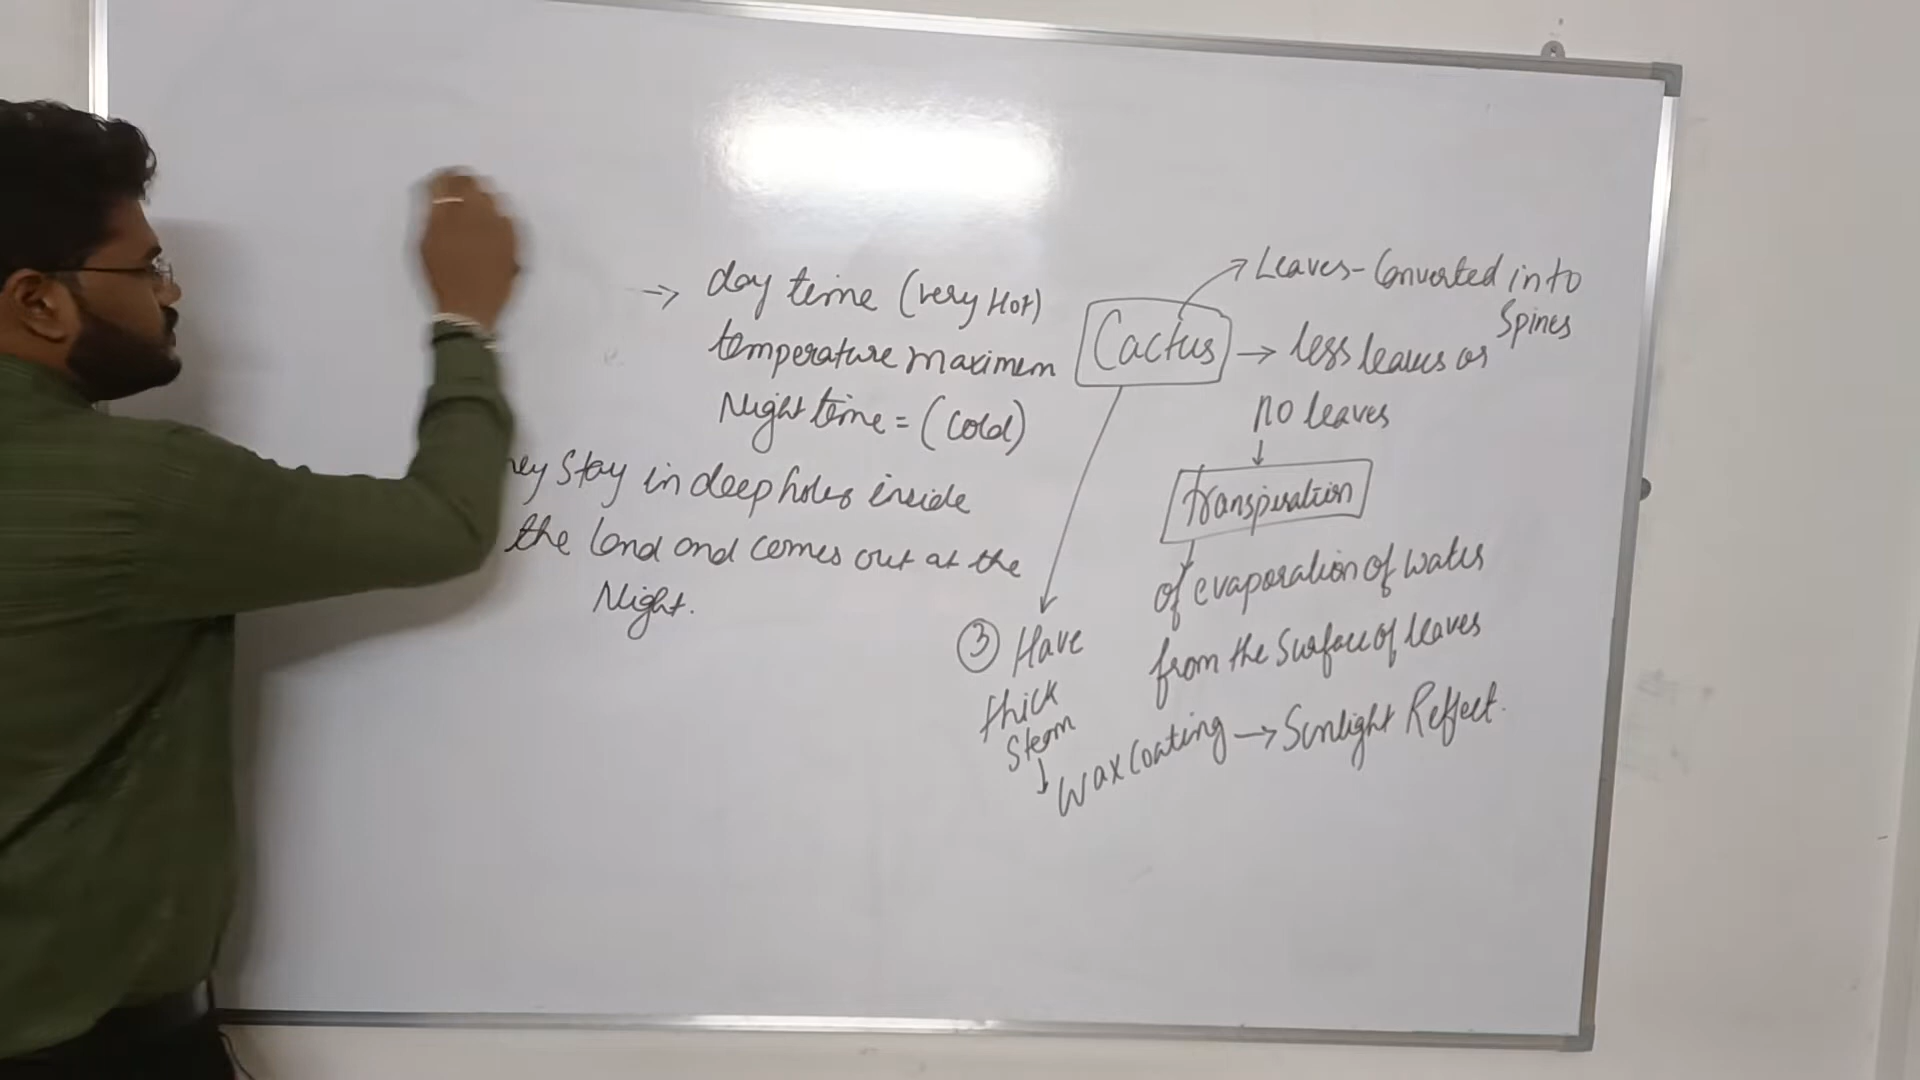 → day time (very Hot)
temperature maximum
Night time = (cold)
hey stay in deep holes inside
the land and comes out at the
Night.
→ Leaves - Converted into
Spines
Cactus → less leaves or
no leaves
↓
transpiration
of evaporation of water
from the surface of leaves
③ Have
thick
steam
↓ wax coating → Sunlight Reflect.